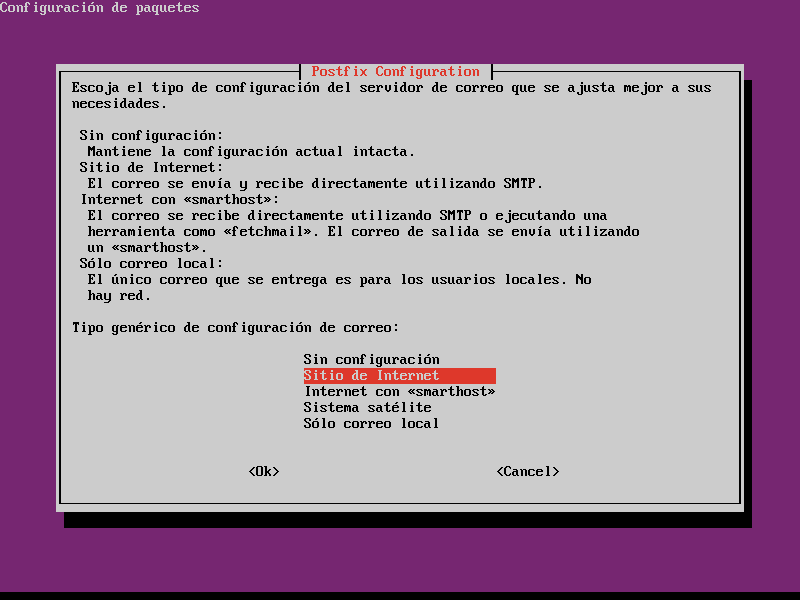 Configuración de paquetes
Postfix Configuration
Escoja el tipo de configuración del servidor de correo que se ajusta mejor a sus
necesidades.
Sin configuración:
Mantiene la configuración actual intacta.
Sitio de Internet:
El correo se envía y recibe directamente utilizando SMTP.
Internet con «smarthost»:
El correo se recibe directamente utilizando SMTP o ejecutando una
herramienta como «fetchmail». El correo de salida se envía utilizando
un «smarthost».
Sólo correo local:
El único correo que se entrega es para los usuarios locales. No
hay red.
Tipo genérico de configuración de correo:
Sin configuración
Sitio de Internet
Internet con «smarthost»
Sistema satélite
Sólo correo local
<Ok> <Cancel>